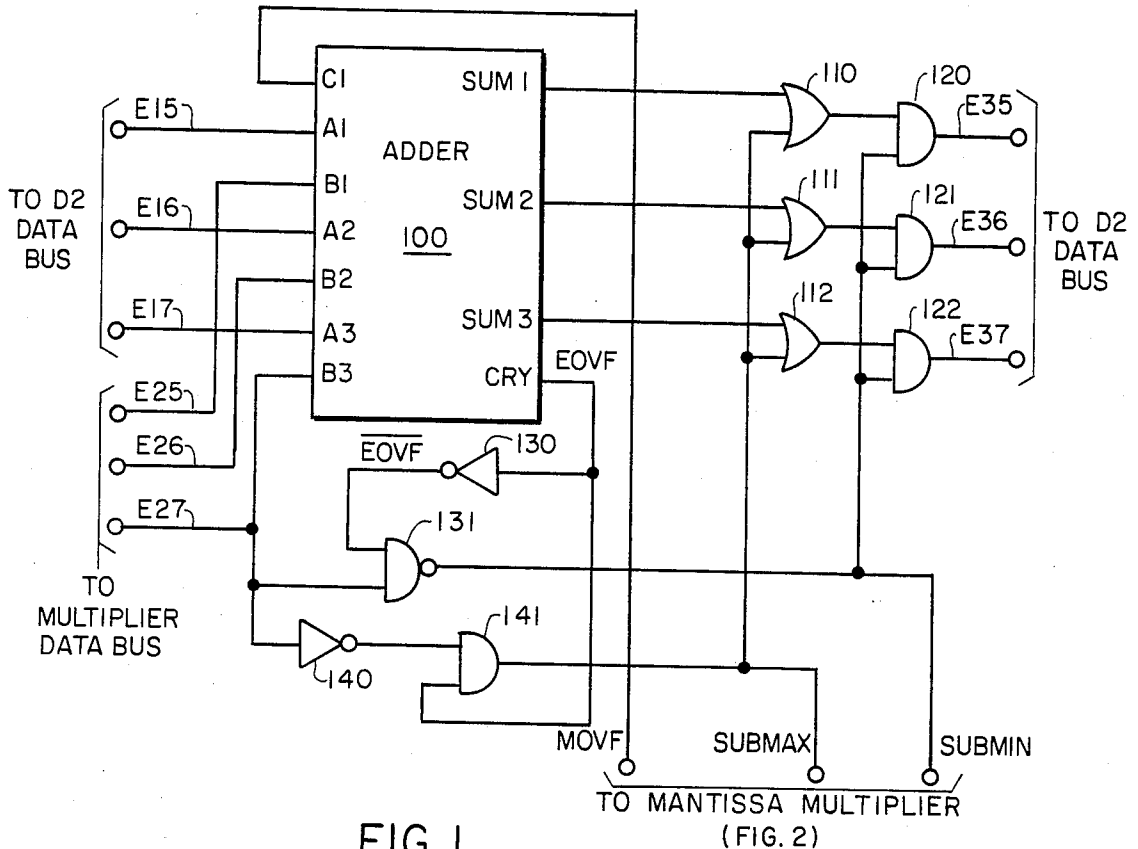 C1
SUM 1
110
120
E15
A1
E35
ADDER
B1
111
121
TO D2
DATA
BUS
E16
A2
SUM 2
100
E36
TO D2
DATA
BUS
B2
112
122
E17
A3
SUM 3
E37
B3
CRY
EOVF
E25
E26
EOVF
130
E27
131
TO
MULTIPLIER
DATA BUS
141
140
MOVF
SUBMAX
SUBMIN
TO MANTISSA MULTIPLIER
(FIG. 2)
FIG. 1